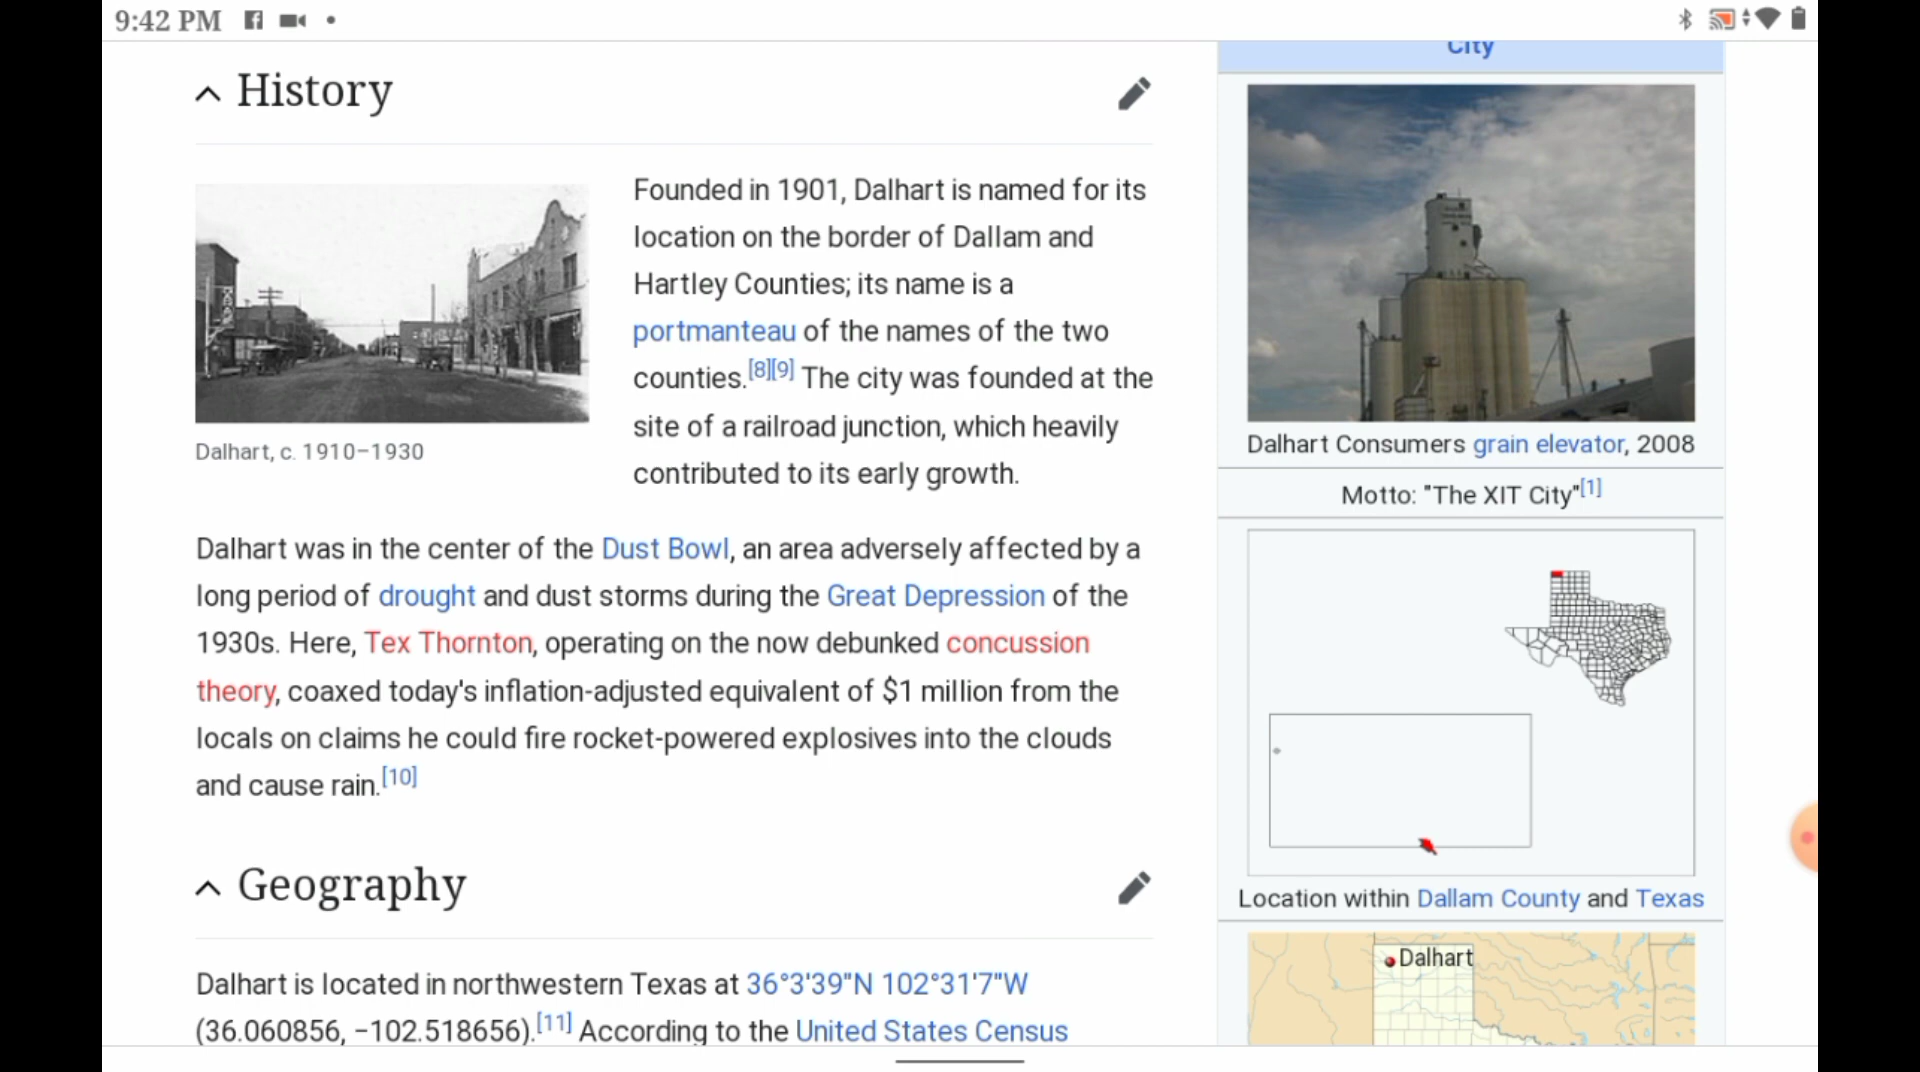 9:42 PM
City
History
Founded in 1901, Dalhart is named for its
location on the border of Dallam and
Hartley Counties; its name is a
portmanteau of the names of the two
counties.[8][9] The city was founded at the
site of a railroad junction, which heavily
contributed to its early growth.
Dalhart, c. 1910–1930
Dalhart was in the center of the Dust Bowl, an area adversely affected by a
long period of drought and dust storms during the Great Depression of the
1930s. Here, Tex Thornton, operating on the now debunked concussion
theory, coaxed today's inflation-adjusted equivalent of $1 million from the
locals on claims he could fire rocket-powered explosives into the clouds
and cause rain.[10]
Geography
Dalhart is located in northwestern Texas at 36°3′39″N 102°31′7″W
(36.060856, −102.518656).[11] According to the United States Census
Dalhart Consumers grain elevator, 2008
Motto: "The XIT City"[1]
Location within Dallam County and Texas
Dalhart